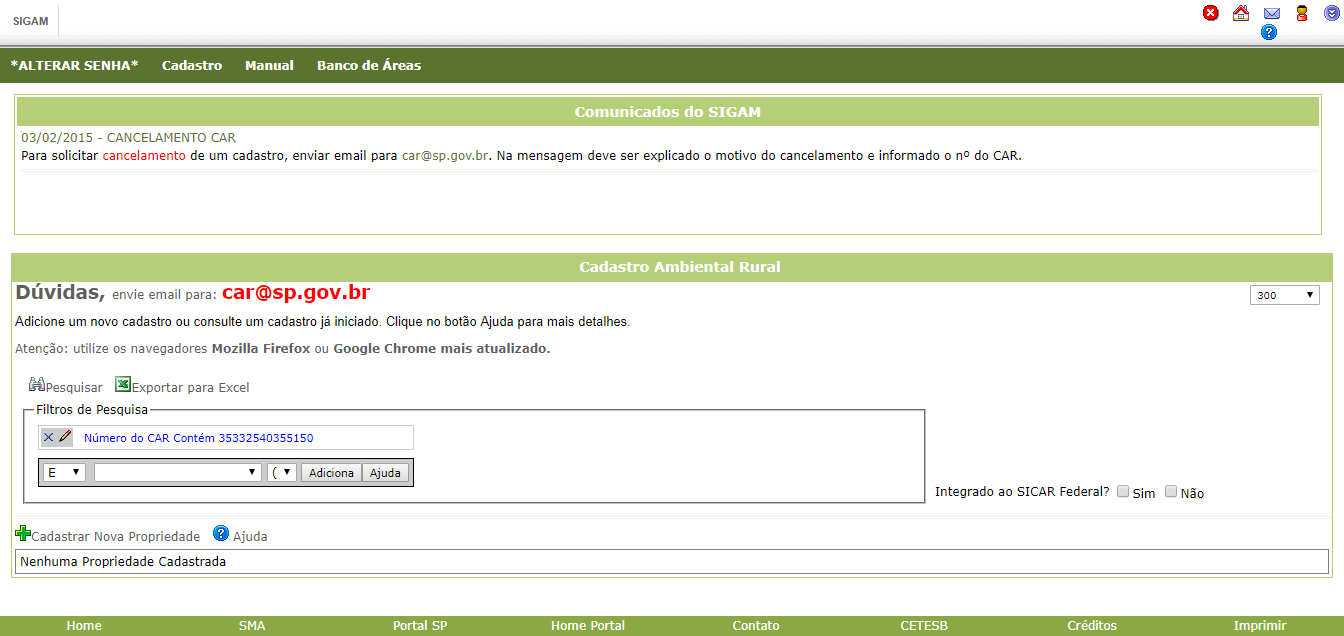 SIGAM
*ALTERAR SENHA* Cadastro Manual Banco de Áreas
Comunicados do SIGAM
03/02/2015 - CANCELAMENTO CAR
Para solicitar cancelamento de um cadastro, enviar email para car@sp.gov.br. Na mensagem deve ser explicado o motivo do cancelamento e informado o nº do CAR.
Cadastro Ambiental Rural
Dúvidas, envie email para: car@sp.gov.br
300
Adicione um novo cadastro ou consulte um cadastro já iniciado. Clique no botão Ajuda para mais detalhes.
Atenção: utilize os navegadores Mozilla Firefox ou Google Chrome mais atualizado.
Pesquisar Exportar para Excel
Filtros de Pesquisa
Número do CAR Contém 35332540355150
E ( Adiciona Ajuda
Integrado ao SICAR Federal? Sim Não
Cadastrar Nova Propriedade ? Ajuda
Nenhuma Propriedade Cadastrada
Home SMA Portal SP Home Portal Contato CETESB Créditos Imprimir